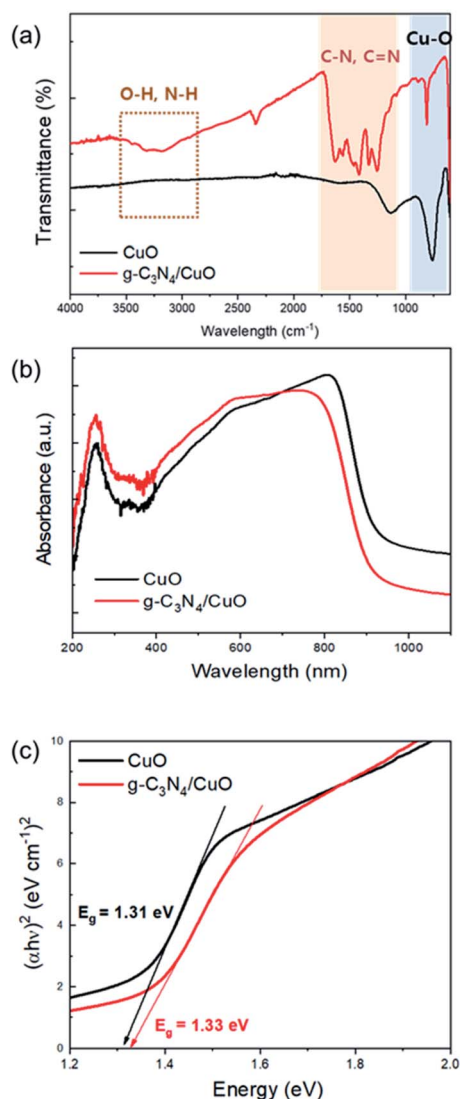 (a)
C-N, C=N
Cu-O
O-H, N-H
Transmittance (%)
CuO
g-C₃N₄/CuO
4000 3500 3000 2500 2000 1500 1000
Wavelength (cm⁻¹)
(b)
Absorbance (a.u.)
CuO
g-C₃N₄/CuO
200 400 600 800 1000
Wavelength (nm)
(c)
10
8
6
4
2
0
(αhν)² (eV cm⁻¹)²
CuO
g-C₃N₄/CuO
E_g = 1.31 eV
E_g = 1.33 eV
1.2 1.4 1.6 1.8 2.0
Energy (eV)